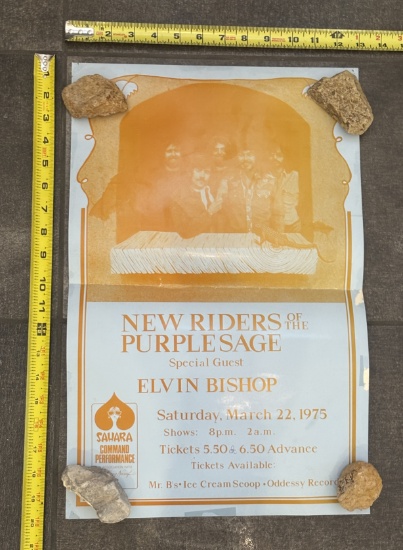 NEW RIDERS OF THE
PURPLE SAGE
Special Guest
ELVIN BISHOP
Saturday, March 22, 1975
Shows: 8 p.m. 2 a.m.
Tickets 5.50 & 6.50 Advance
Tickets Available:
Mr. B's • Ice Cream Scoop • Oddessy Record
SAHARA
COMMAND
PERFORMANCE